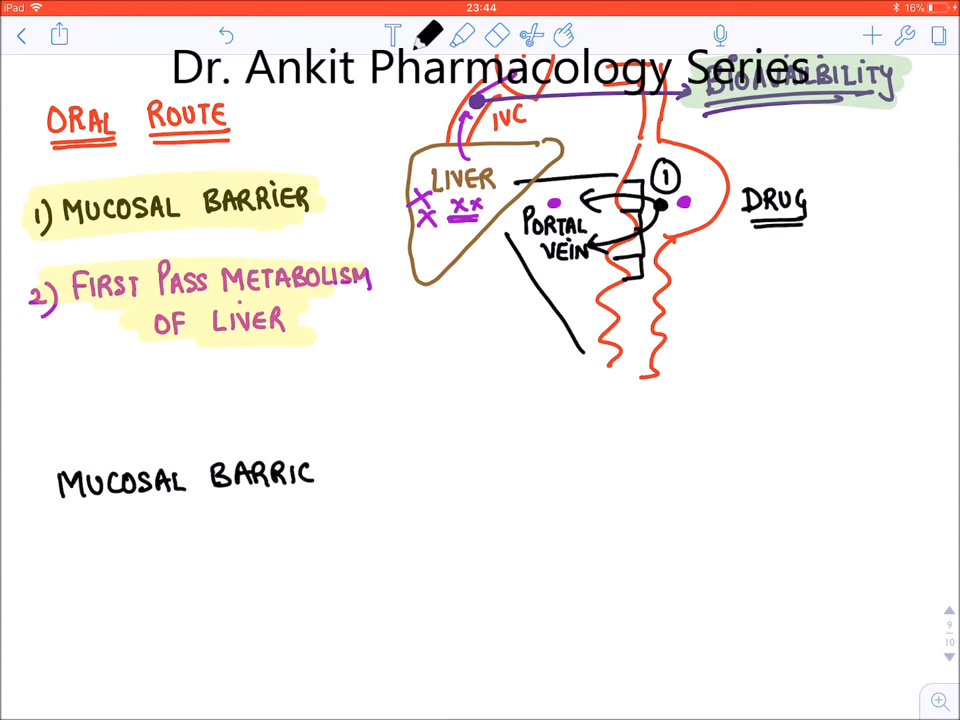 iPad 23:44 16%
T
Dr. Ankit Pharmacology Series
BIOAVAILBILITY
ORAL ROUTE
IVC
LIVER
1
1) MUCOSAL BARRIER
X X X X
DRUG
PORTAL
VEIN
2) FIRST PASS METABOLISM
OF LIVER
MUCOSAL BARRIC
9
10